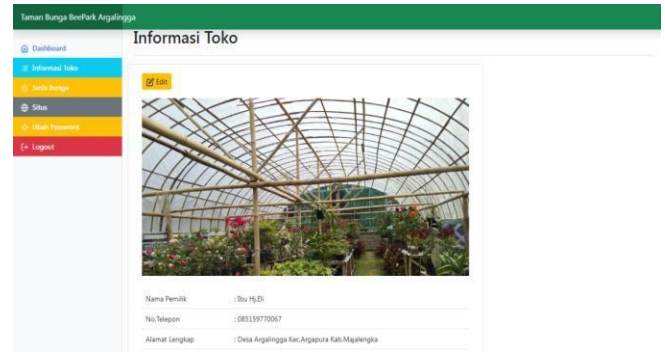 Taman Bunga BeePark Argalingga
Informasi Toko
Dashboard
Informasi Toko
Jenis Bunga
Situs
Ubah Password
Logout
Edit
Nama Pemilik : Ibu Hj.Eli
No.Telepon : 085159770067
Alamat Lengkap : Desa Argalingga Kec.Argapura Kab.Majalengka